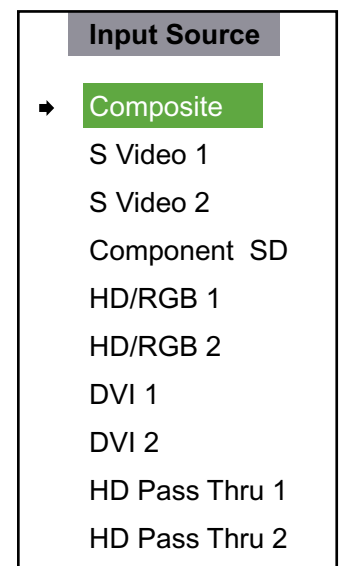 Input Source
Composite
S Video 1
S Video 2
Component SD
HD/RGB 1
HD/RGB 2
DVI 1
DVI 2
HD Pass Thru 1
HD Pass Thru 2